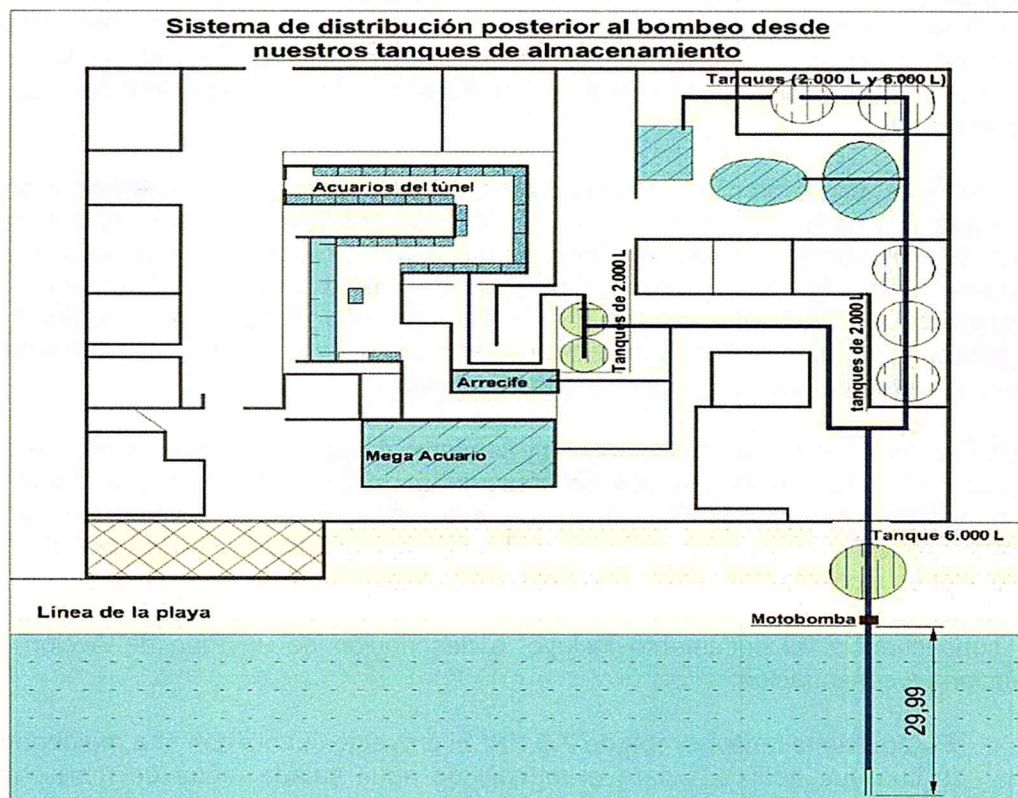 Sistema de distribución posterior al bombeo desde
nuestros tanques de almacenamiento
Tanques (2.000 L y 6.000 L)
Acuarios del túnel
Tanques de 2.000 L
tanques de 2.000 L
Arrecife
Mega Acuario
Tanque 6.000 L
Línea de la playa
Motobomba
29,99